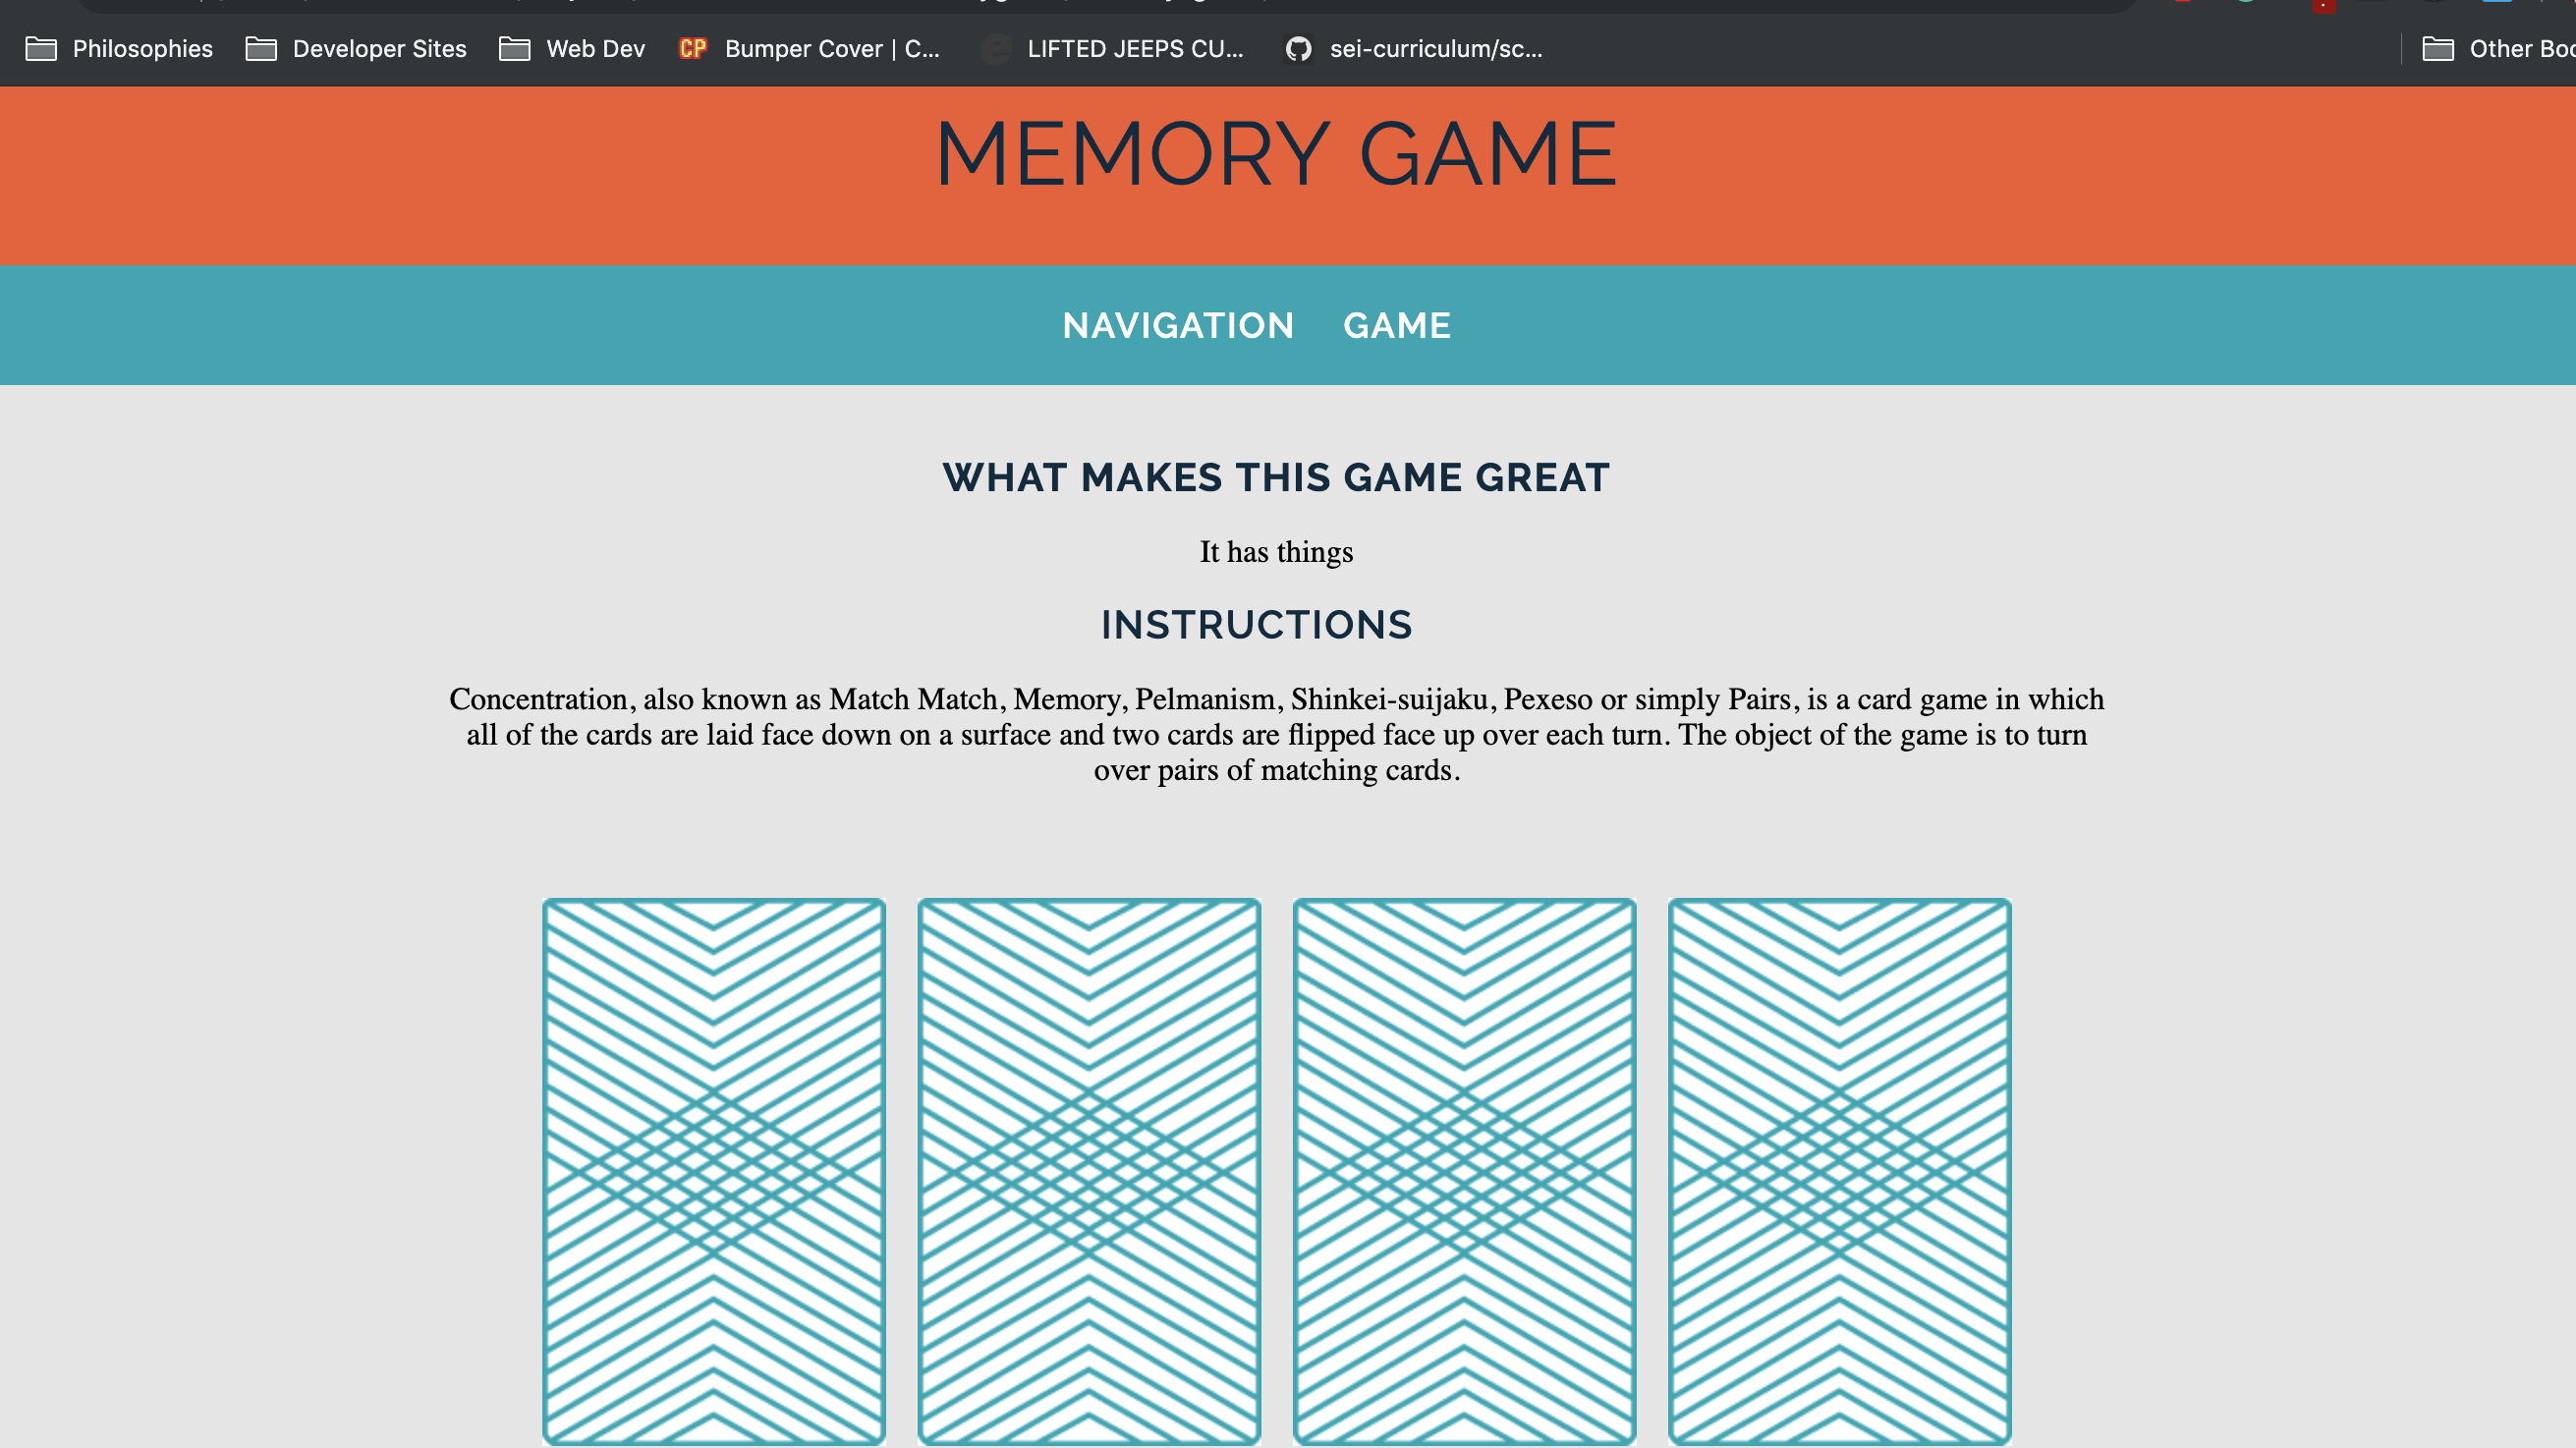 Philosophies Developer Sites Web Dev CP Bumper Cover | C... LIFTED JEEPS CU... sei-curriculum/sc... Other
MEMORY GAME
NAVIGATION GAME
WHAT MAKES THIS GAME GREAT
It has things
INSTRUCTIONS
Concentration, also known as Match Match, Memory, Pelmanism, Shinkei-suijaku, Pexeso or simply Pairs, is a card game in which
all of the cards are laid face down on a surface and two cards are flipped face up over each turn. The object of the game is to turn
over pairs of matching cards.